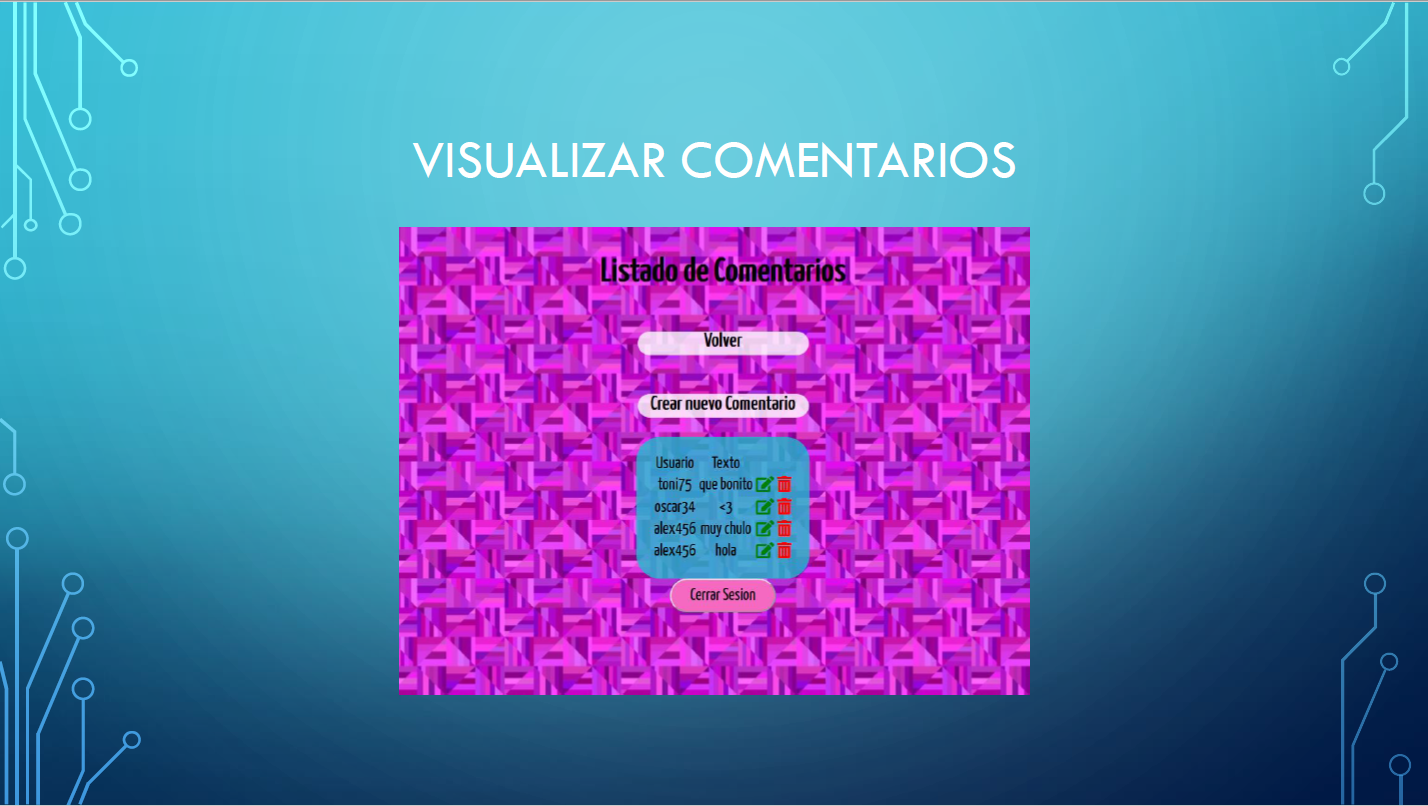 VISUALIZAR COMENTARIOS
Listado de Comentarios
Volver
Crear nuevo Comentario
Usuario Texto
toni75 que bonito
oscar34 <3
alex456 muy chulo
alex456 hola
Cerrar Sesion